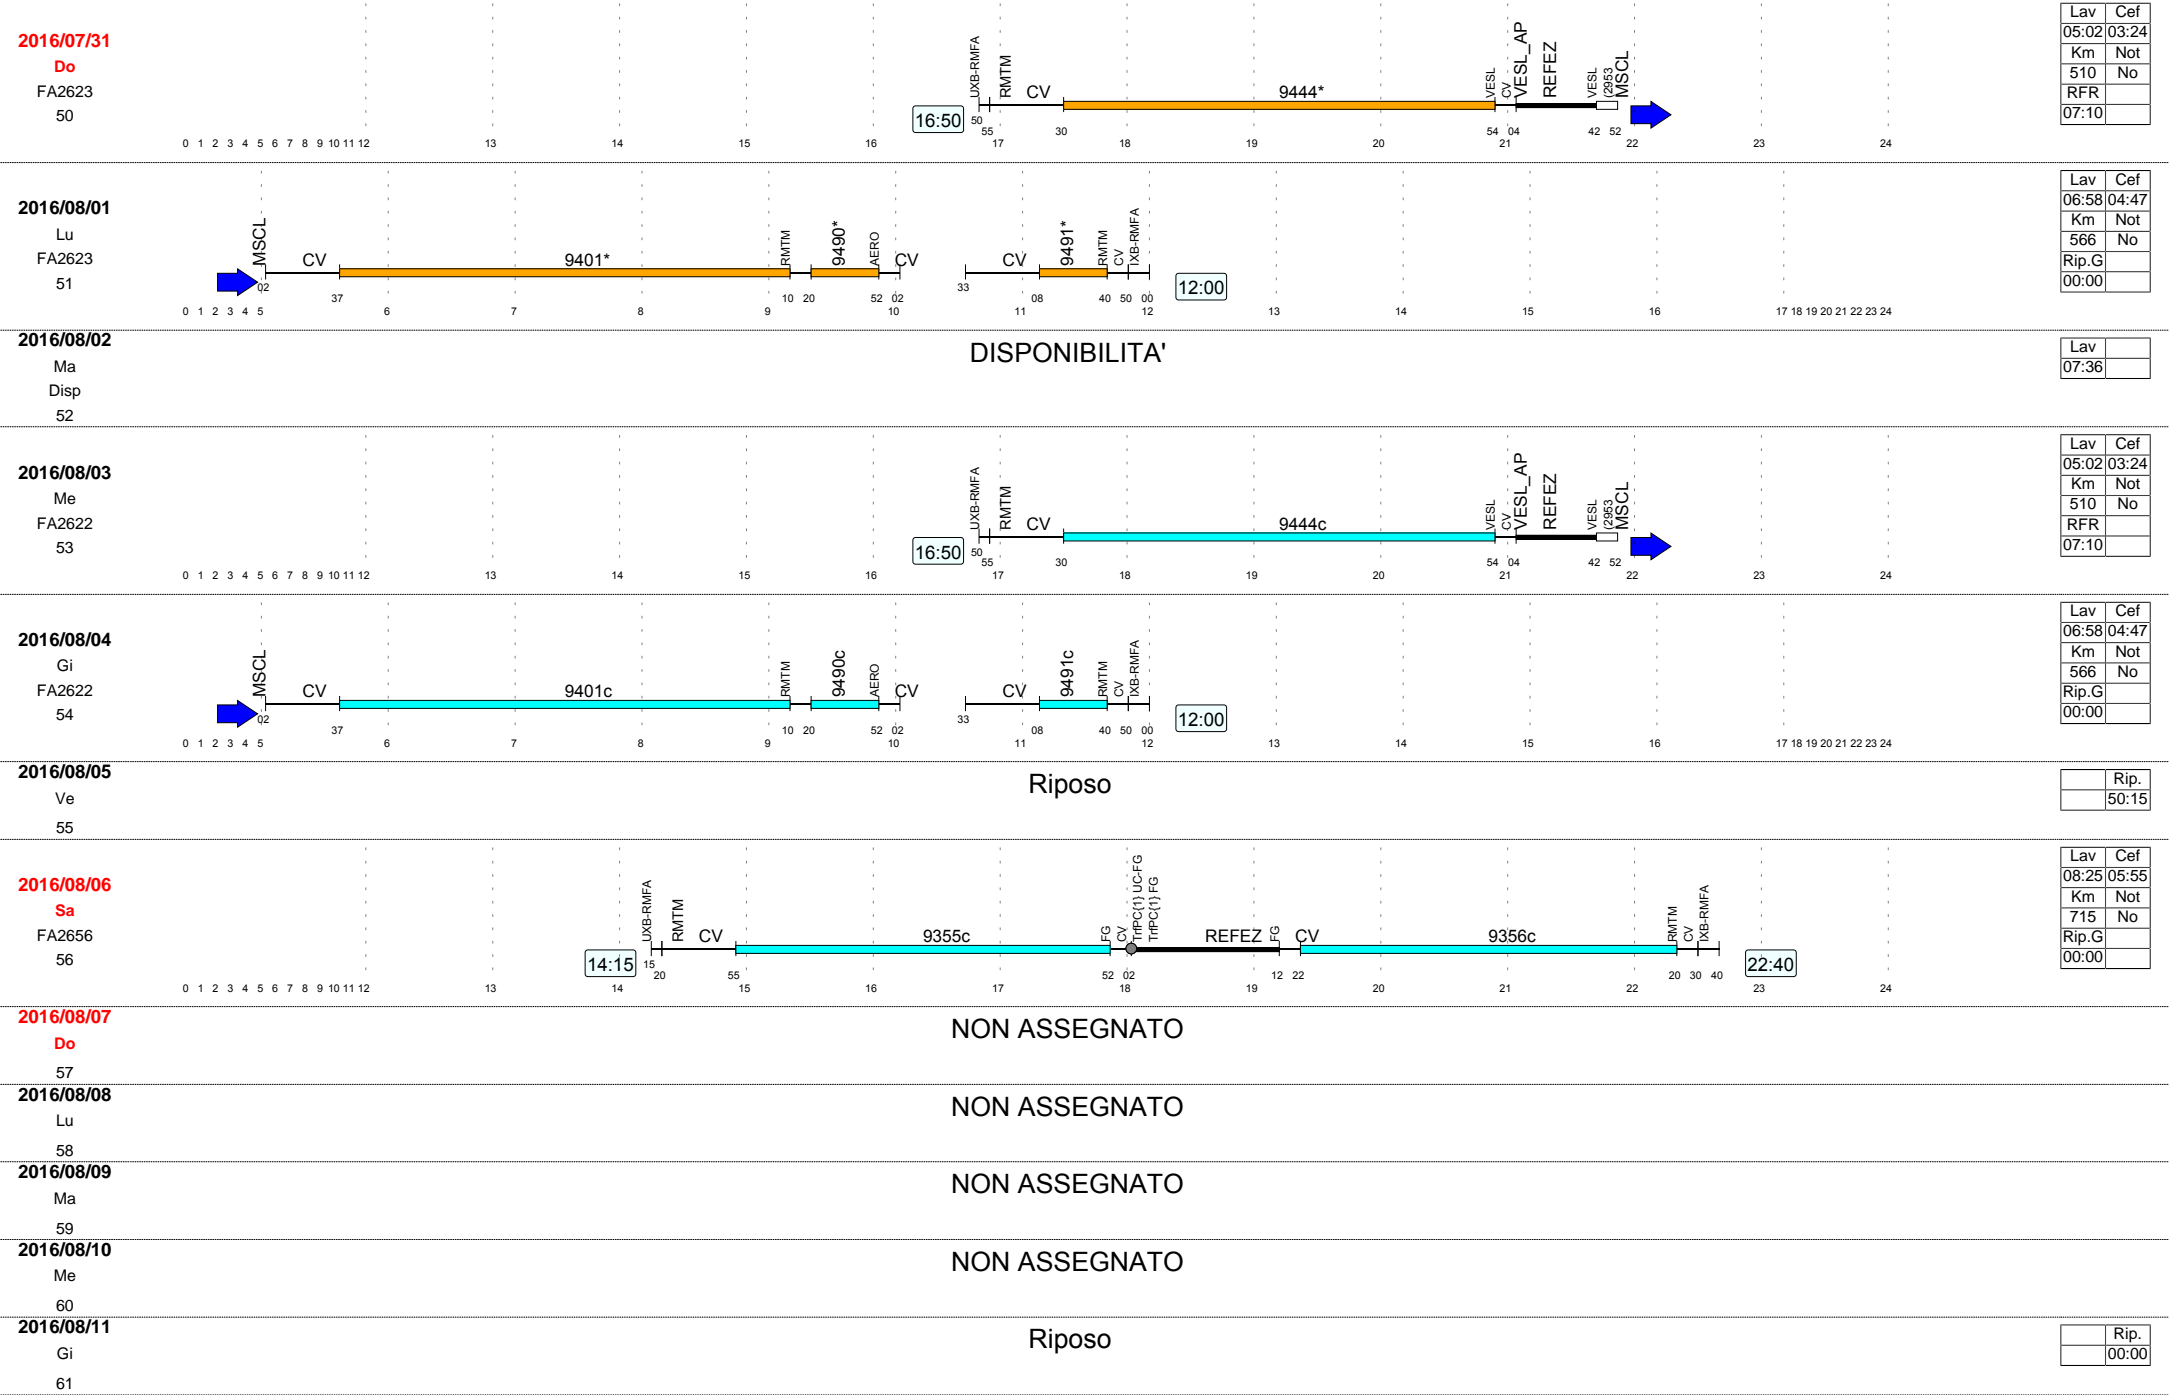 2016/07/31
Do
FA2623
50
16:50
UXB-RMFA
RMTM
CV
9444*
VESL
CV
VESL_AP
REFEZ
VESL
(2953
MSCL
50 55 30 54 04 42 52
0 1 2 3 4 5 6 7 8 9 10 11 12 13 14 15 16 17 18 19 20 21 22 23 24
Lav Cef
05:02 03:24
Km Not
510 No
RFR
07:10
2016/08/01
Lu
FA2623
51
MSCL
CV
9401*
RMTM
9490*
AERO
CV
CV
9491*
RMTM
CV
IXB-RMFA
12:00
02 37 10 20 52 02 33 08 40 50 00
0 1 2 3 4 5 6 7 8 9 10 11 12 13 14 15 16 17 18 19 20 21 22 23 24
Lav Cef
06:58 04:47
Km Not
566 No
Rip.G
00:00
2016/08/02
Ma
Disp
52
DISPONIBILITA'
Lav
07:36
2016/08/03
Me
FA2622
53
16:50
UXB-RMFA
RMTM
CV
9444c
VESL
CV
VESL_AP
REFEZ
VESL
(2953
MSCL
50 55 30 54 04 42 52
0 1 2 3 4 5 6 7 8 9 10 11 12 13 14 15 16 17 18 19 20 21 22 23 24
Lav Cef
05:02 03:24
Km Not
510 No
RFR
07:10
2016/08/04
Gi
FA2622
54
MSCL
CV
9401c
RMTM
9490c
AERO
CV
CV
9491c
RMTM
CV
IXB-RMFA
12:00
02 37 10 20 52 02 33 08 40 50 00
0 1 2 3 4 5 6 7 8 9 10 11 12 13 14 15 16 17 18 19 20 21 22 23 24
Lav Cef
06:58 04:47
Km Not
566 No
Rip.G
00:00
2016/08/05
Ve
55
Riposo
Rip.
50:15
2016/08/06
Sa
FA2656
56
14:15
UXB-RMFA
RMTM
CV
9355c
FG
CV
TrfPC{1} UC-FG
TrfPC{1} FG
REFEZ
FG
CV
9356c
RMTM
CV
IXB-RMFA
22:40
15 20 55 52 02 12 22 20 30 40
0 1 2 3 4 5 6 7 8 9 10 11 12 13 14 15 16 17 18 19 20 21 22 23 24
Lav Cef
08:25 05:55
Km Not
715 No
Rip.G
00:00
2016/08/07
Do
57
NON ASSEGNATO
2016/08/08
Lu
58
NON ASSEGNATO
2016/08/09
Ma
59
NON ASSEGNATO
2016/08/10
Me
60
NON ASSEGNATO
2016/08/11
Gi
61
Riposo
Rip.
00:00